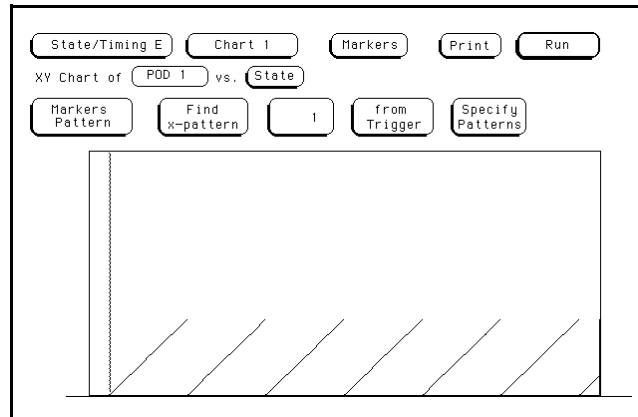 State/Timing E Chart 1 Markers Print Run
XY Chart of POD 1 vs. State
Markers Pattern Find x-pattern 1 from Trigger Specify Patterns